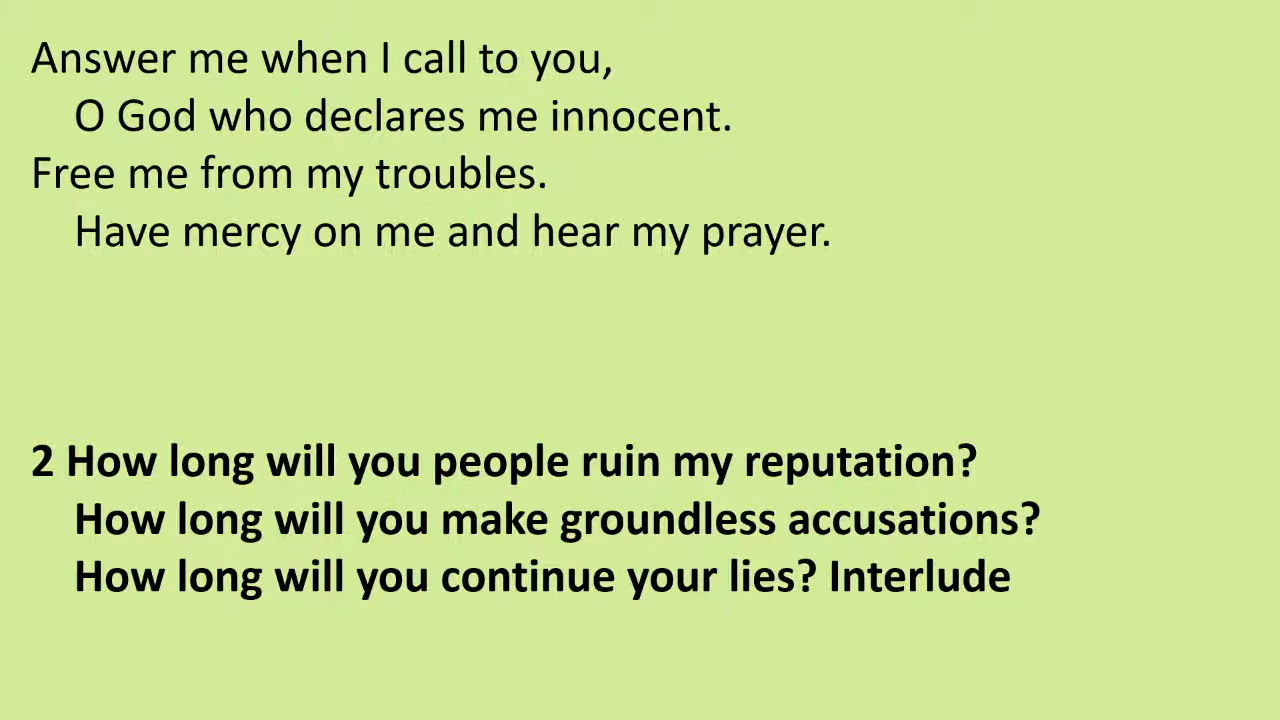 Answer me when I call to you,
O God who declares me innocent.
Free me from my troubles.
Have mercy on me and hear my prayer.
2 How long will you people ruin my reputation?
How long will you make groundless accusations?
How long will you continue your lies? Interlude